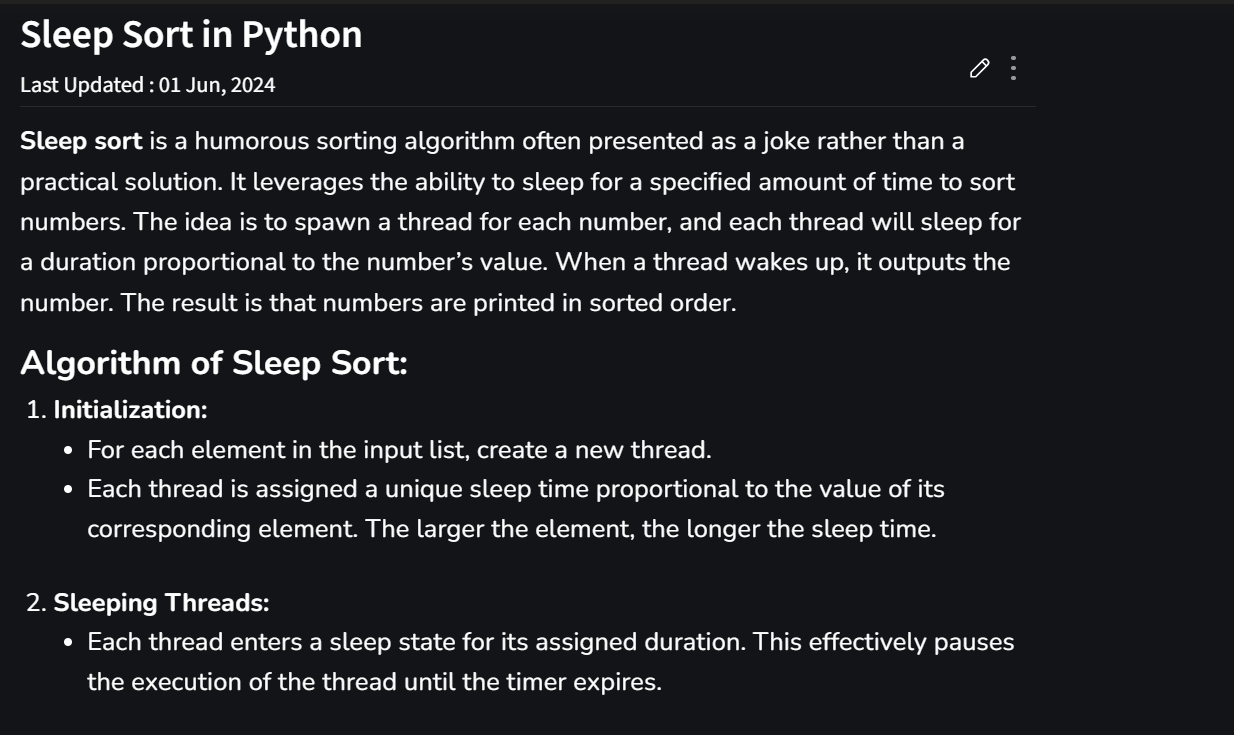 Sleep Sort in Python
Last Updated : 01 Jun, 2024
Sleep sort is a humorous sorting algorithm often presented as a joke rather than a
practical solution. It leverages the ability to sleep for a specified amount of time to sort
numbers. The idea is to spawn a thread for each number, and each thread will sleep for
a duration proportional to the number’s value. When a thread wakes up, it outputs the
number. The result is that numbers are printed in sorted order.
Algorithm of Sleep Sort:
1. Initialization:
• For each element in the input list, create a new thread.
• Each thread is assigned a unique sleep time proportional to the value of its
corresponding element. The larger the element, the longer the sleep time.
2. Sleeping Threads:
• Each thread enters a sleep state for its assigned duration. This effectively pauses
the execution of the thread until the timer expires.